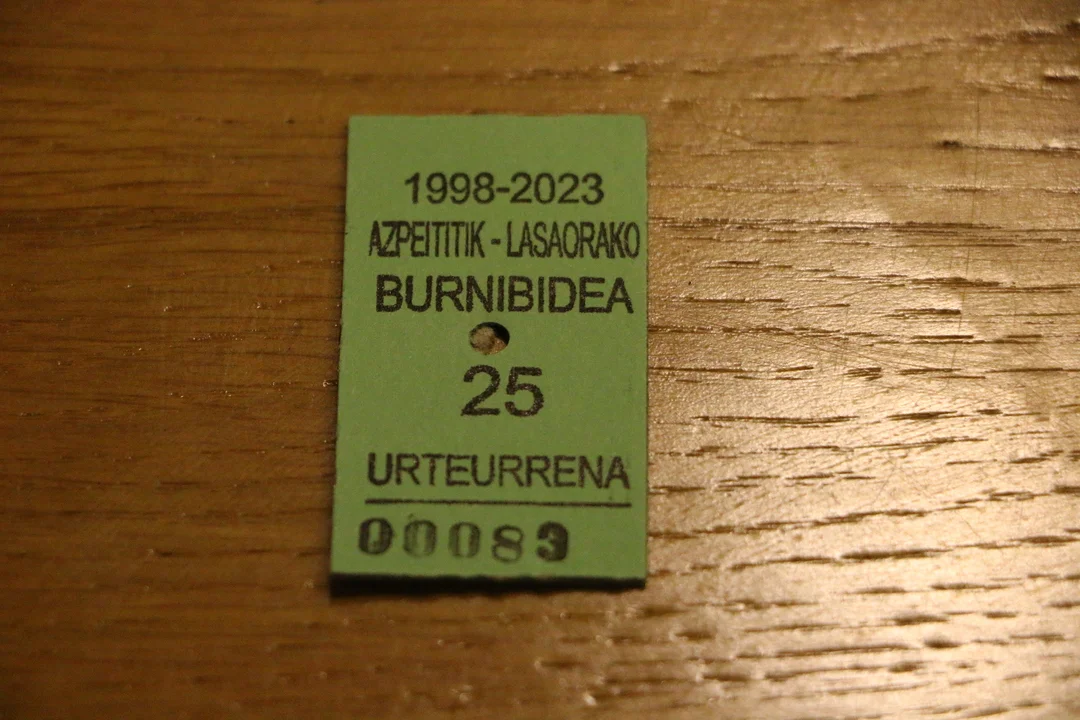 1998-2023
AZPEITITIK - LASAORAKO
BURNIBIDEA
25
URTEURRENA
00083